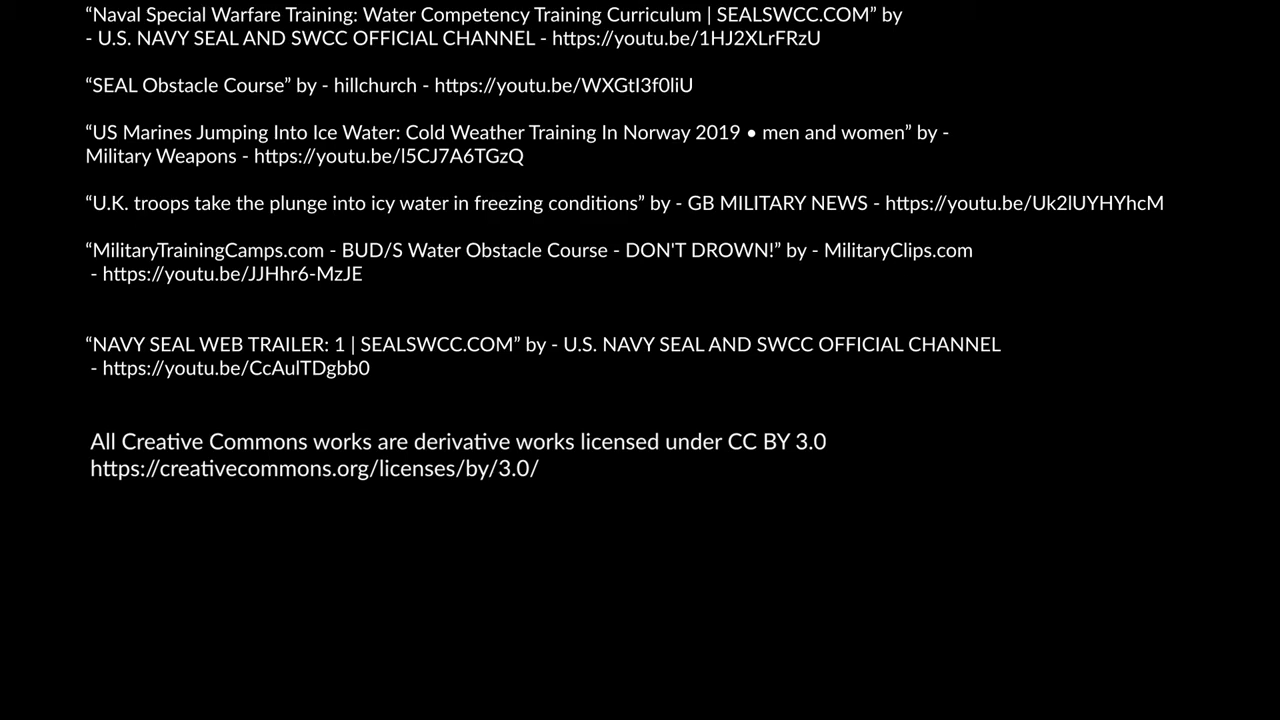 “Naval Special Warfare Training: Water Competency Training Curriculum | SEALSWCC.COM” by
- U.S. NAVY SEAL AND SWCC OFFICIAL CHANNEL - https://youtu.be/1HJ2XLrFRzU
“SEAL Obstacle Course” by - hillchurch - https://youtu.be/WXGtI3f0liU
“US Marines Jumping Into Ice Water: Cold Weather Training In Norway 2019 • men and women” by -
Military Weapons - https://youtu.be/l5CJ7A6TGzQ
“U.K. troops take the plunge into icy water in freezing conditions” by - GB MILITARY NEWS - https://youtu.be/Uk2lUYHYhcM
“MilitaryTrainingCamps.com - BUD/S Water Obstacle Course - DON'T DROWN!” by - MilitaryClips.com
- https://youtu.be/JJHhr6-MzJE
“NAVY SEAL WEB TRAILER: 1 | SEALSWCC.COM” by - U.S. NAVY SEAL AND SWCC OFFICIAL CHANNEL
- https://youtu.be/CcAulTDgbb0
All Creative Commons works are derivative works licensed under CC BY 3.0
https://creativecommons.org/licenses/by/3.0/